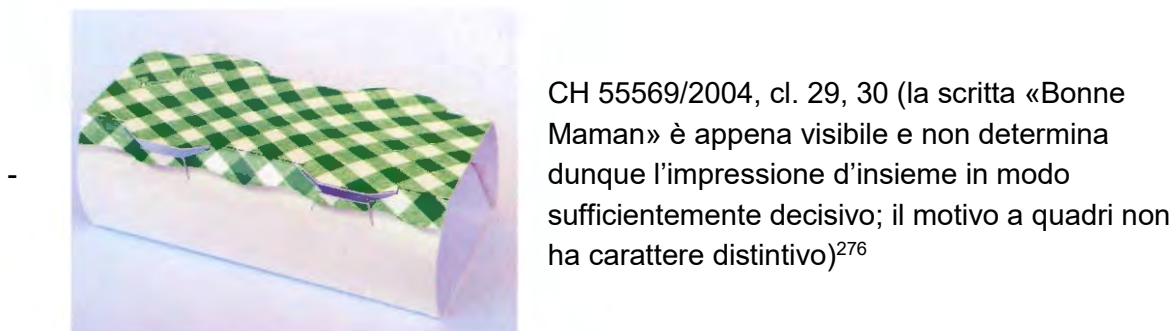 CH 55569/2004, cl. 29, 30 (la scritta «Bonne
Maman» è appena visibile e non determina
- dunque l’impressione d’insieme in modo
sufficientemente decisivo; il motivo a quadri non
ha carattere distintivo)276